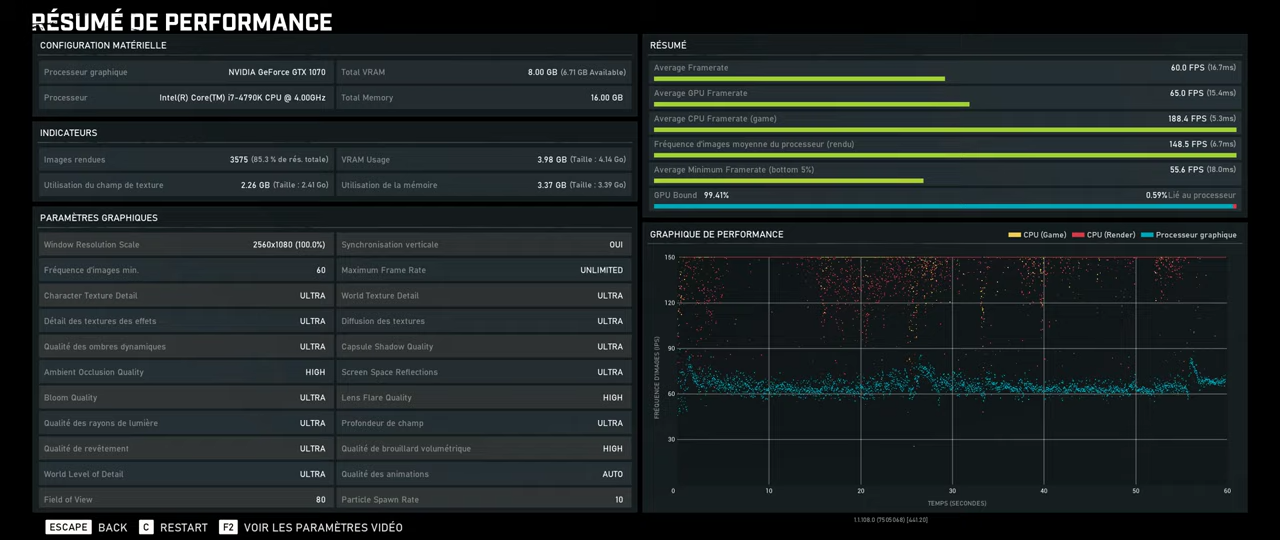 RÉSUMÉ DE PERFORMANCE
CONFIGURATION MATÉRIELLE
Processeur graphique NVIDIA GeForce GTX 1070 Total VRAM 8.00 GB (6.71 GB Available)
Processeur Intel(R) Core(TM) i7-4790K CPU @ 4.00GHz Total Memory 16.00 GB
INDICATEURS
Images rendues 3575 (85.3 % de rés. totale) VRAM Usage 3.98 GB (Taille : 4.14 Go)
Utilisation du champ de texture 2.26 GB (Taille : 2.41 Go) Utilisation de la mémoire 3.37 GB (Taille : 3.39 Go)
PARAMÈTRES GRAPHIQUES
Window Resolution Scale 2560x1080 (100.0%) Synchronisation verticale OUI
Fréquence d'images min. 60 Maximum Frame Rate UNLIMITED
Character Texture Detail ULTRA World Texture Detail ULTRA
Détail des textures des effets ULTRA Diffusion des textures ULTRA
Qualité des ombres dynamiques ULTRA Capsule Shadow Quality ULTRA
Ambient Occlusion Quality HIGH Screen Space Reflections ULTRA
Bloom Quality ULTRA Lens Flare Quality HIGH
Qualité des rayons de lumière ULTRA Profondeur de champ ULTRA
Qualité de revêtement ULTRA Qualité de brouillard volumétrique HIGH
World Level of Detail ULTRA Qualité des animations AUTO
Field of View 80 Particle Spawn Rate 10
ESCAPE BACK C RESTART F2 VOIR LES PARAMÈTRES VIDÉO
RÉSUMÉ
Average Framerate 60.0 FPS (16.7ms)
Average GPU Framerate 65.0 FPS (15.4ms)
Average CPU Framerate (game) 188.4 FPS (5.3ms)
Fréquence d'images moyenne du processeur (rendu) 148.5 FPS (6.7ms)
Average Minimum Framerate (bottom 5%) 55.6 FPS (18.0ms)
GPU Bound 99.41% 0.59% Lié au processeur
GRAPHIQUE DE PERFORMANCE CPU (Game) CPU (Render) Processeur graphique
FRÉQUENCE D'IMAGES (IPS)
150
120
90
60
30
0 10 20 30 40 50 60
TEMPS (SECONDES)
1.1.108.0 (7505068) [441.20]